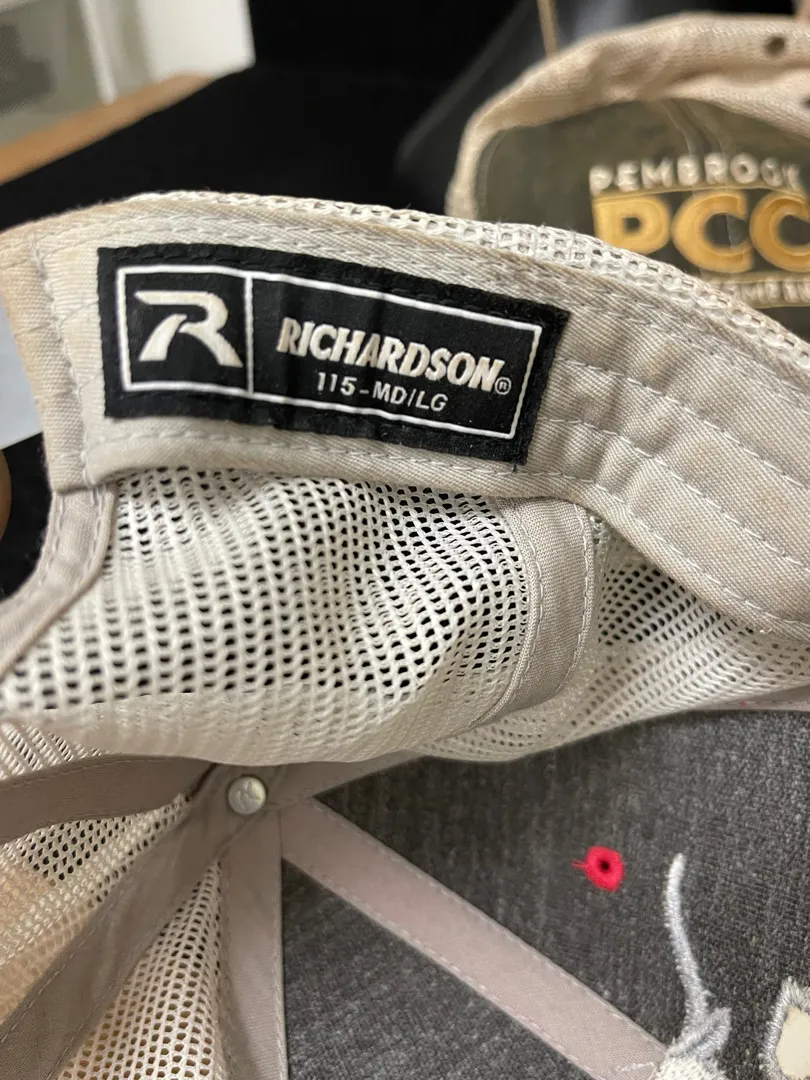 PEMBROOK
PCC
R
RICHARDSON®
115-MD/LG